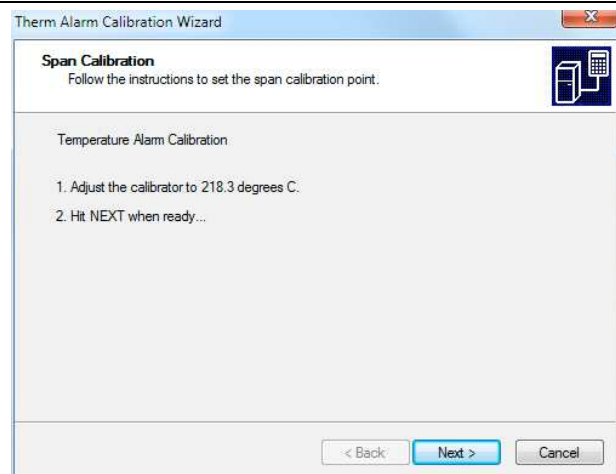 Therm Alarm Calibration Wizard
Span Calibration
Follow the instructions to set the span calibration point.
Temperature Alarm Calibration
1. Adjust the calibrator to 218.3 degrees C.
2. Hit NEXT when ready...
< Back Next > Cancel